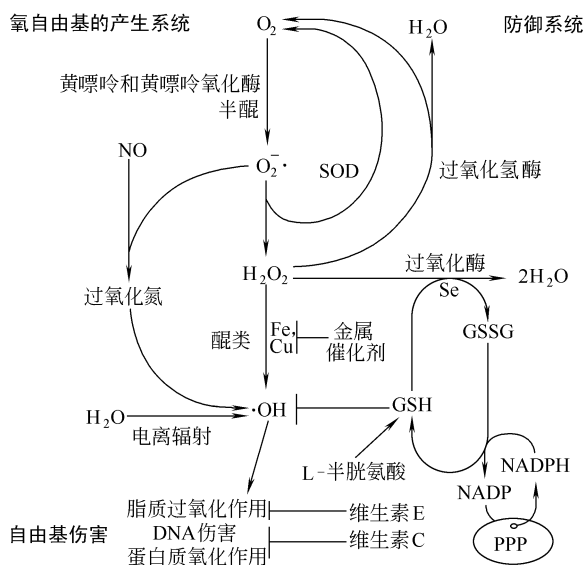 氧自由基的产生系统
O₂
H₂O
防御系统
黄嘌呤和黄嘌呤氧化酶
半醌
NO
O₂⁻·
SOD
过氧化氢酶
H₂O₂
过氧化酶
Se
2H₂O
过氧化氮
醌类
Fe,
Cu
金属
催化剂
GSSG
H₂O
电离辐射
·OH
GSH
L-半胱氨酸
NADPH
NADP
脂质过氧化作用
维生素E
自由基伤害
DNA伤害
维生素C
蛋白质氧化作用
PPP